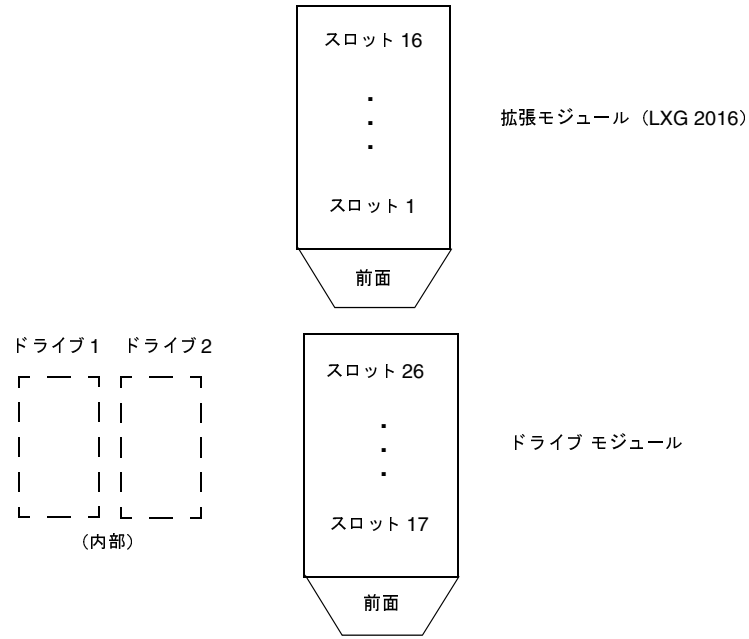 スロット 16
拡張モジュール（LXG 2016）
スロット 1
前面
ドライブ 1 ドライブ 2
スロット 26
ドライブ モジュール
スロット 17
（内部）
前面